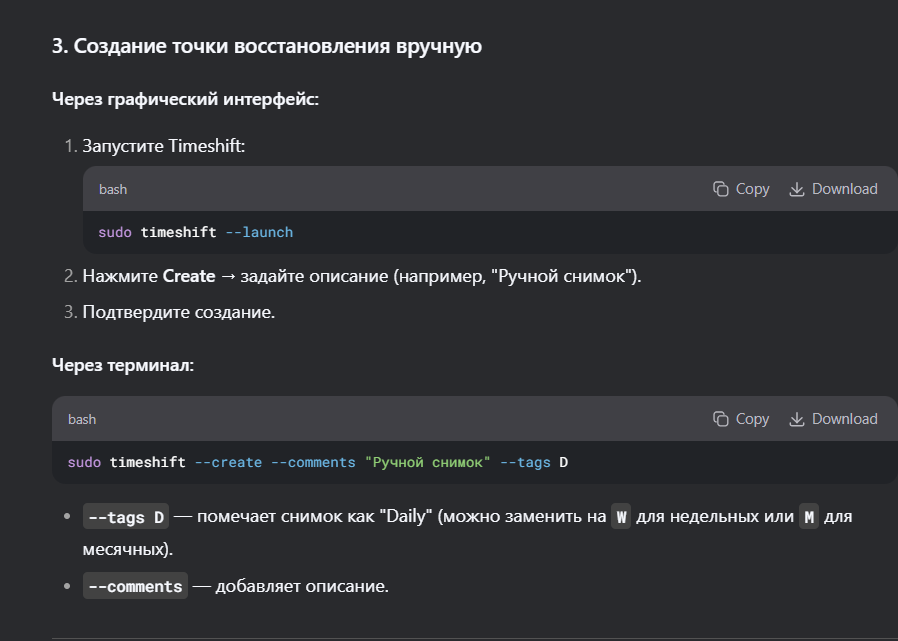 3. Создание точки восстановления вручную
Через графический интерфейс:
1. Запустите Timeshift:
bash Copy Download
sudo timeshift --launch
2. Нажмите Create → задайте описание (например, "Ручной снимок").
3. Подтвердите создание.
Через терминал:
bash Copy Download
sudo timeshift --create --comments "Ручной снимок" --tags D
• --tags D — помечает снимок как "Daily" (можно заменить на W для недельных или M для
месячных).
• --comments — добавляет описание.